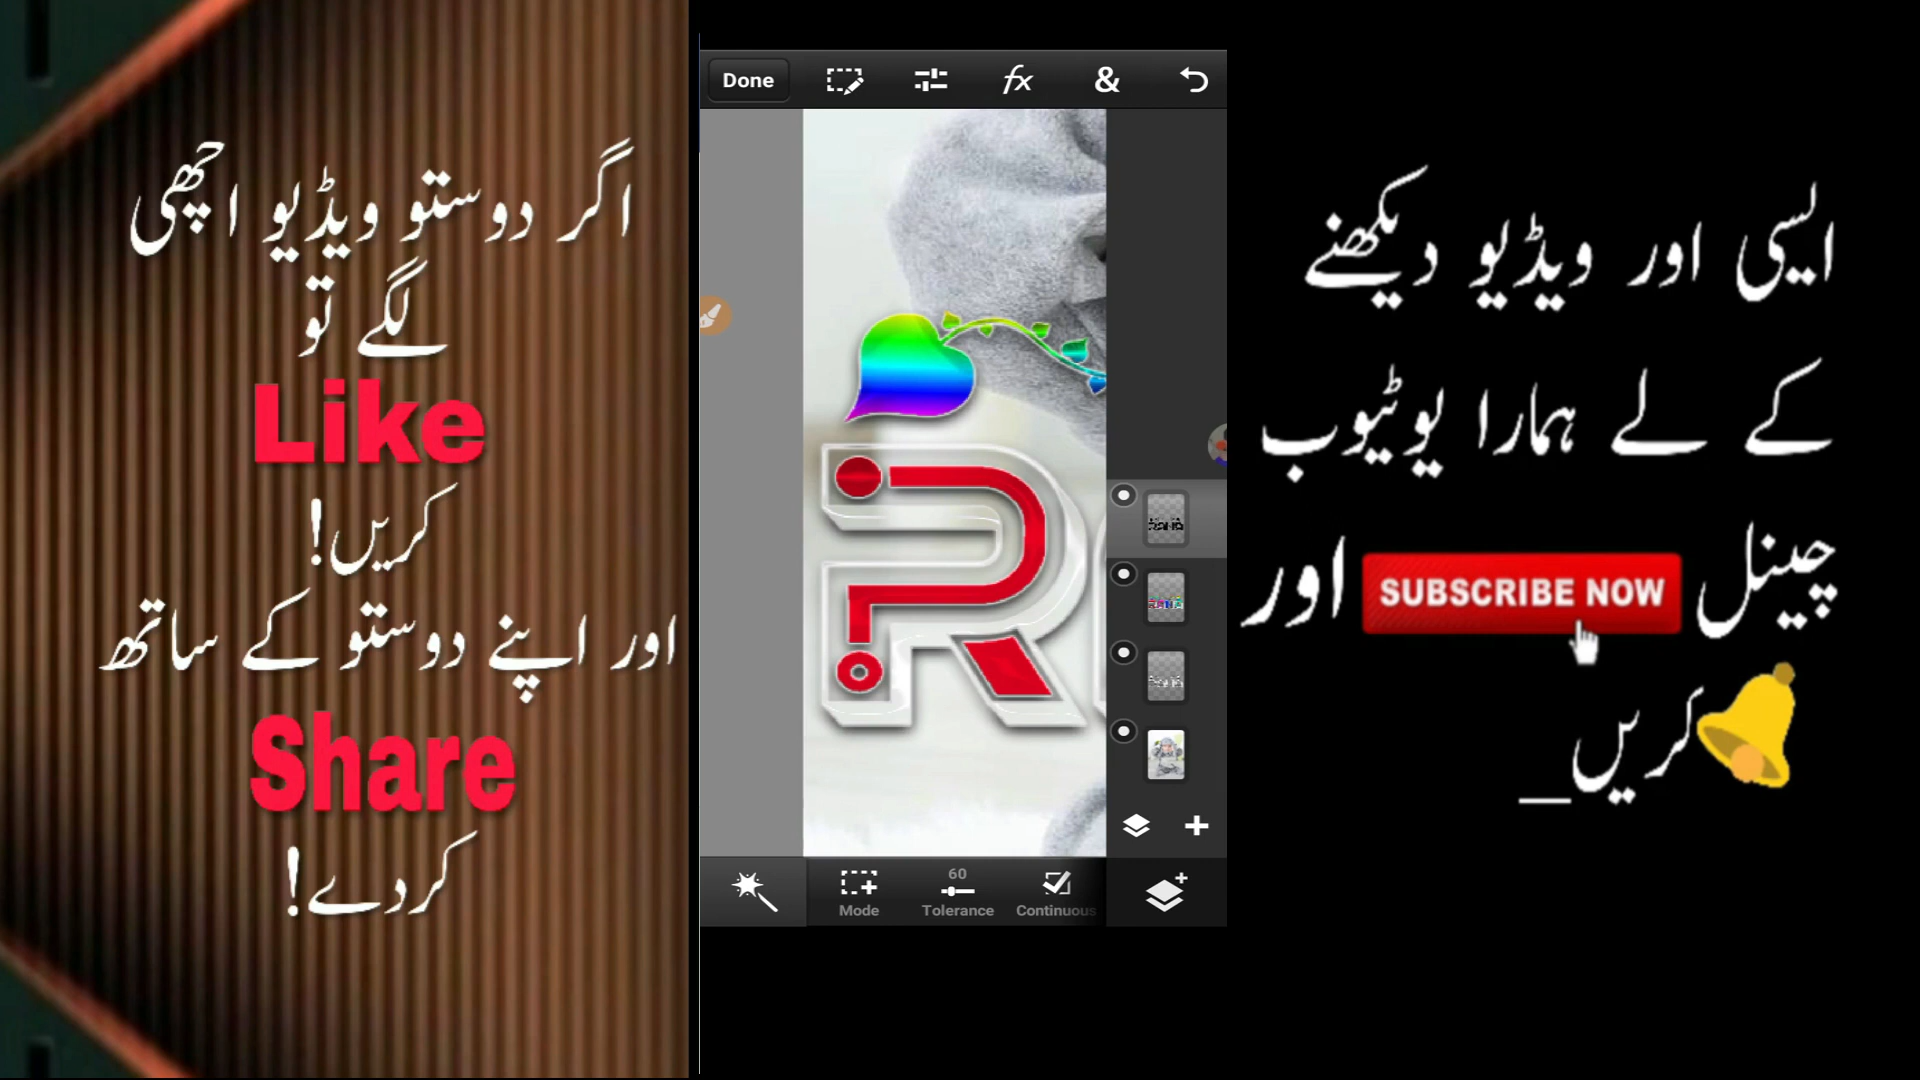 اگر دوستو ویڈیو اچھی
لگے تو
Like
کریں!
اور اپنے دوستو کے ساتھ
Share
کردے!
Done
fx
&
R
60
Mode
Tolerance
Continuous
ایسی اور ویڈیو دیکھنے
کے لے ہمارا یوٹیوب
چینل SUBSCRIBE NOW اور
کریں_